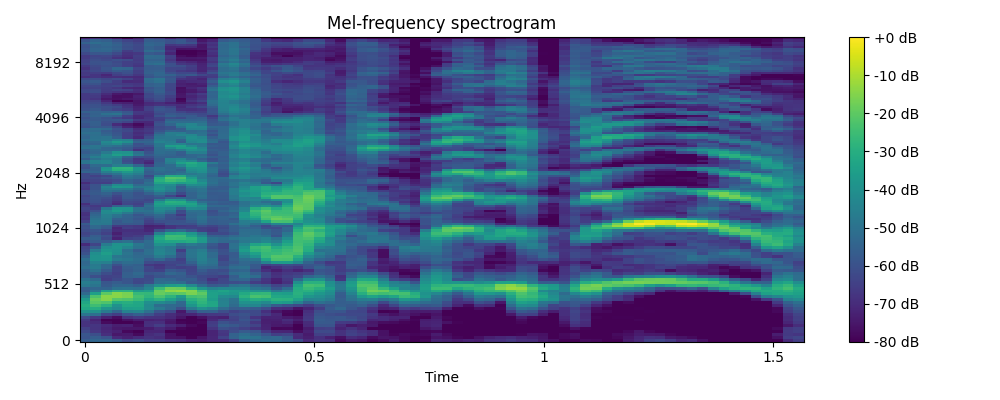 Mel-frequency spectrogram
8192
4096
2048
1024
512
0
Hz
0
0.5
1
1.5
Time
+0 dB
-10 dB
-20 dB
-30 dB
-40 dB
-50 dB
-60 dB
-70 dB
-80 dB